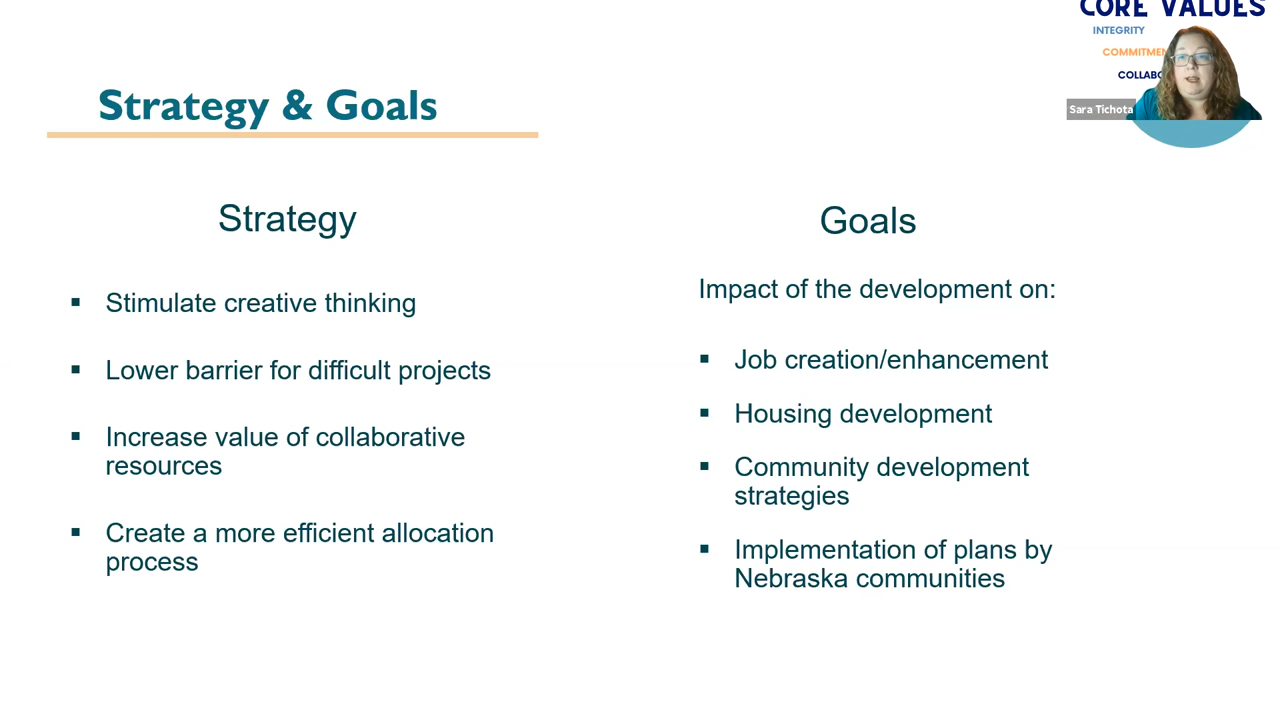 CORE VALUES
INTEGRITY
Sara Tichota
Strategy & Goals
Strategy
▪ Stimulate creative thinking
▪ Lower barrier for difficult projects
▪ Increase value of collaborative
resources
▪ Create a more efficient allocation
process
Goals
Impact of the development on:
▪ Job creation/enhancement
▪ Housing development
▪ Community development
strategies
▪ Implementation of plans by
Nebraska communities